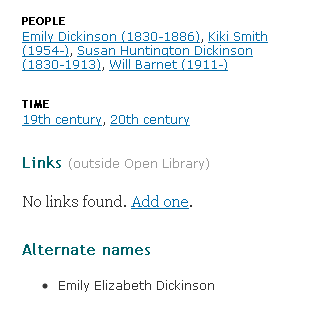 PEOPLE
Emily Dickinson (1830-1886), Kiki Smith
(1954-), Susan Huntington Dickinson
(1830-1913), Will Barnet (1911-)
TIME
19th century, 20th century
Links (outside Open Library)
No links found. Add one.
Alternate names
• Emily Elizabeth Dickinson